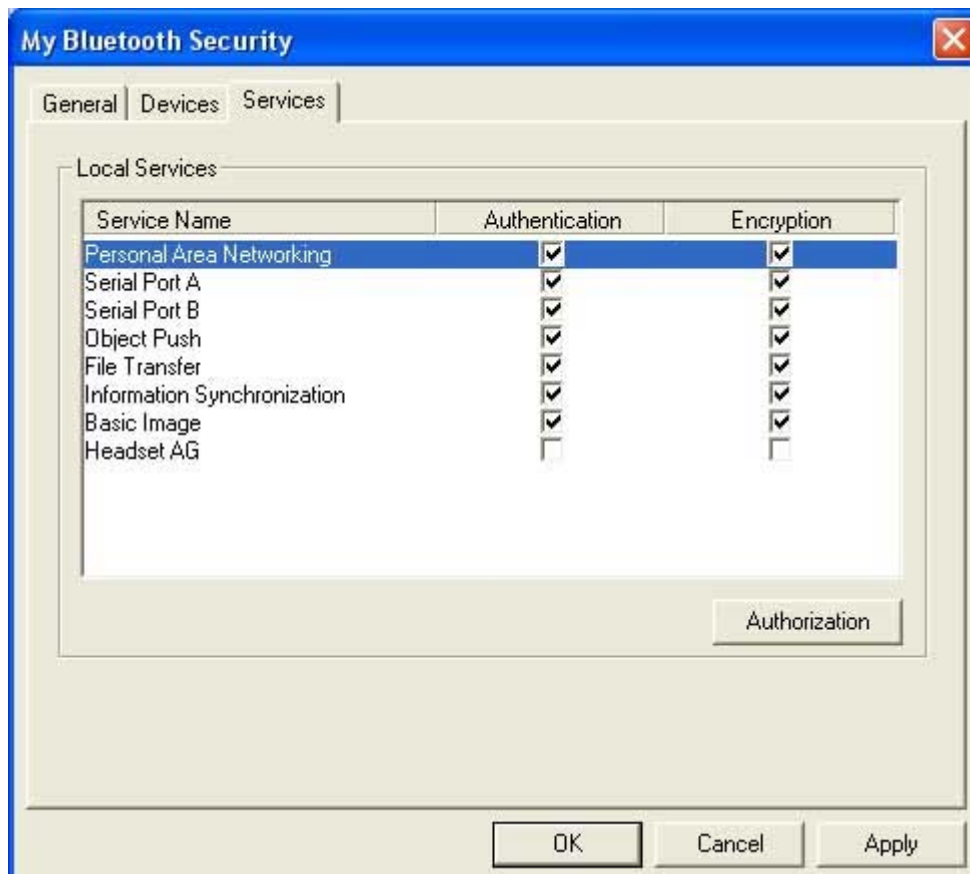 My Bluetooth Security
General Devices Services
Local Services
Service Name Authentication Encryption
Personal Area Networking
Serial Port A
Serial Port B
Object Push
File Transfer
Information Synchronization
Basic Image
Headset AG
Authorization
OK Cancel Apply